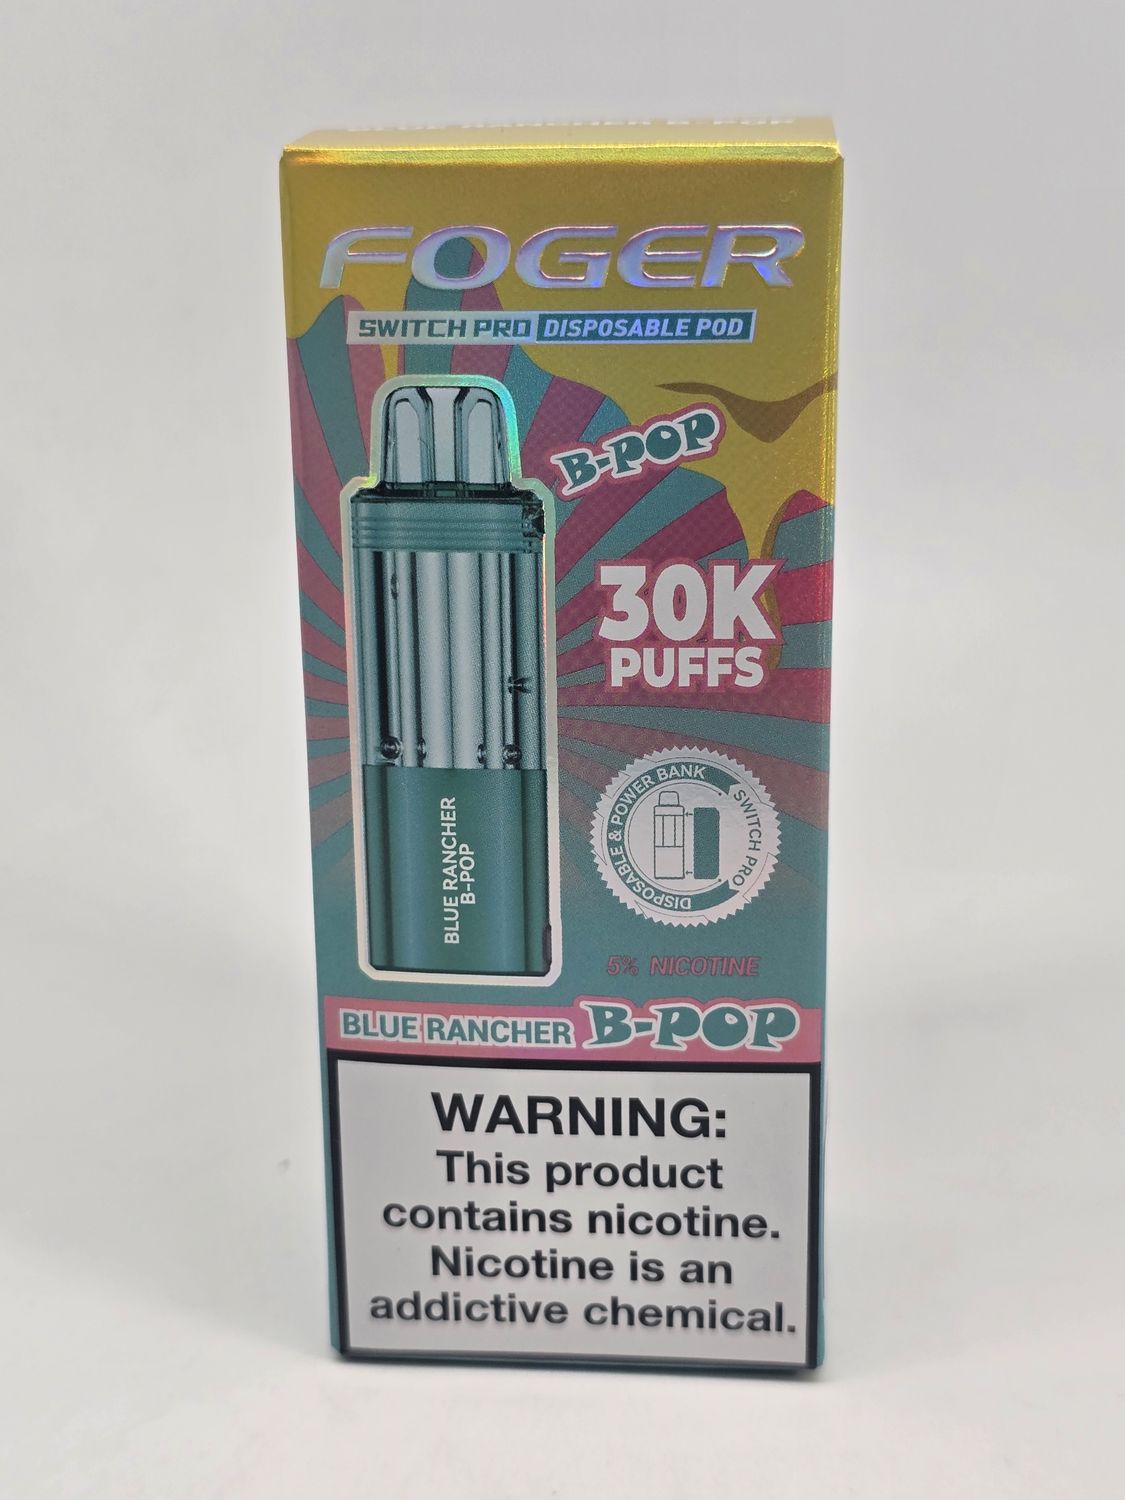 FOGER
SWITCH PRO DISPOSABLE POD
B-POP
30K
PUFFS
DISPOSABLE & POWER BANK
SWITCH PRO
BLUE RANCHER
B-POP
5% NICOTINE
BLUE RANCHER B-POP
WARNING:
This product
contains nicotine.
Nicotine is an
addictive chemical.